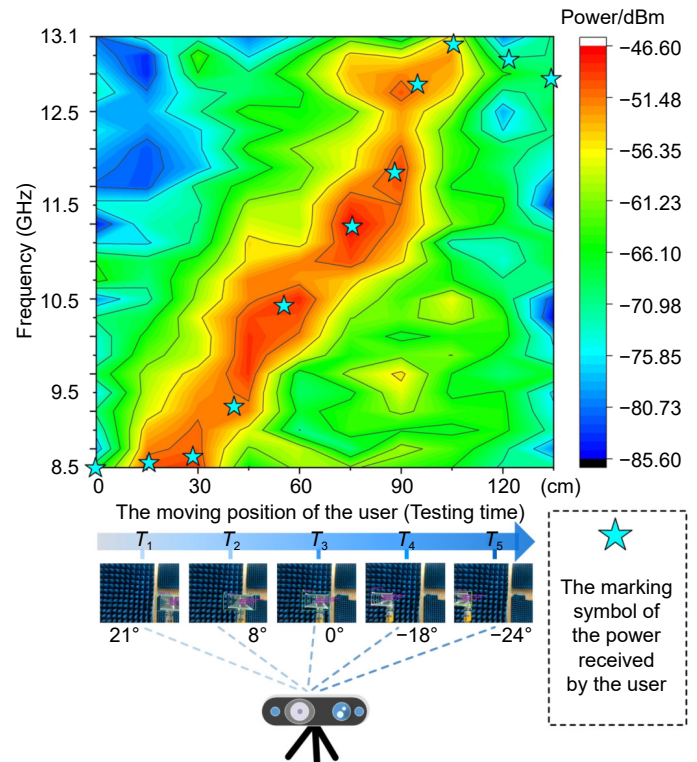 Power/dBm
13.1
12.5
11.5
10.5
9.5
8.5
Frequency (GHz)
−46.60
−51.48
−56.35
−61.23
−66.10
−70.98
−75.85
−80.73
−85.60
0 30 60 90 120 (cm)
The moving position of the user (Testing time)
T1 T2 T3 T4 T5
21° 8° 0° −18° −24°
The marking
symbol of
the power
received
by the user